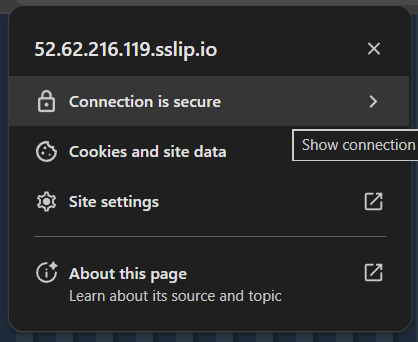 52.62.216.119.sslip.io
Connection is secure
Show connection
Cookies and site data
Site settings
About this page
Learn about its source and topic